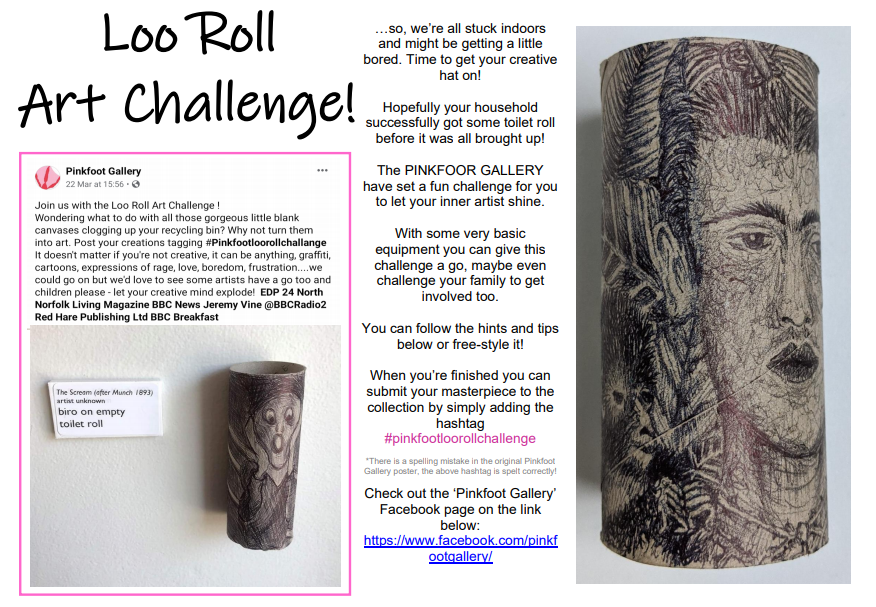 Loo Roll
Art Challenge!
Pinkfoot Gallery
22 Mar at 15:56 •
Join us with the Loo Roll Art Challenge !
Wondering what to do with all those gorgeous little blank
canvases clogging up your recycling bin? Why not turn them
into art. Post your creations tagging #Pinkfootloorollchallange
It doesn't matter if you're not creative, it can be anything, graffiti,
cartoons, expressions of rage, love, boredom, frustration....we
could go on but we'd love to see some artists have a go too and
children please - let your creative mind explode! EDP 24 North
Norfolk Living Magazine BBC News Jeremy Vine @BBCRadio2
Red Hare Publishing Ltd BBC Breakfast
The Scream (after Munch 1893)
artist unknown
biro on empty
toilet roll
…so, we're all stuck indoors
and might be getting a little
bored. Time to get your creative
hat on!
Hopefully your household
successfully got some toilet roll
before it was all brought up!
The PINKFOOR GALLERY
have set a fun challenge for you
to let your inner artist shine.
With some very basic
equipment you can give this
challenge a go, maybe even
challenge your family to get
involved too.
You can follow the hints and tips
below or free-style it!
When you're finished you can
submit your masterpiece to the
collection by simply adding the
hashtag
#pinkfootloorollchallenge
*There is a spelling mistake in the original Pinkfoot
Gallery poster, the above hashtag is spelt correctly!
Check out the 'Pinkfoot Gallery'
Facebook page on the link
below:
https://www.facebook.com/pinkf
ootgallery/